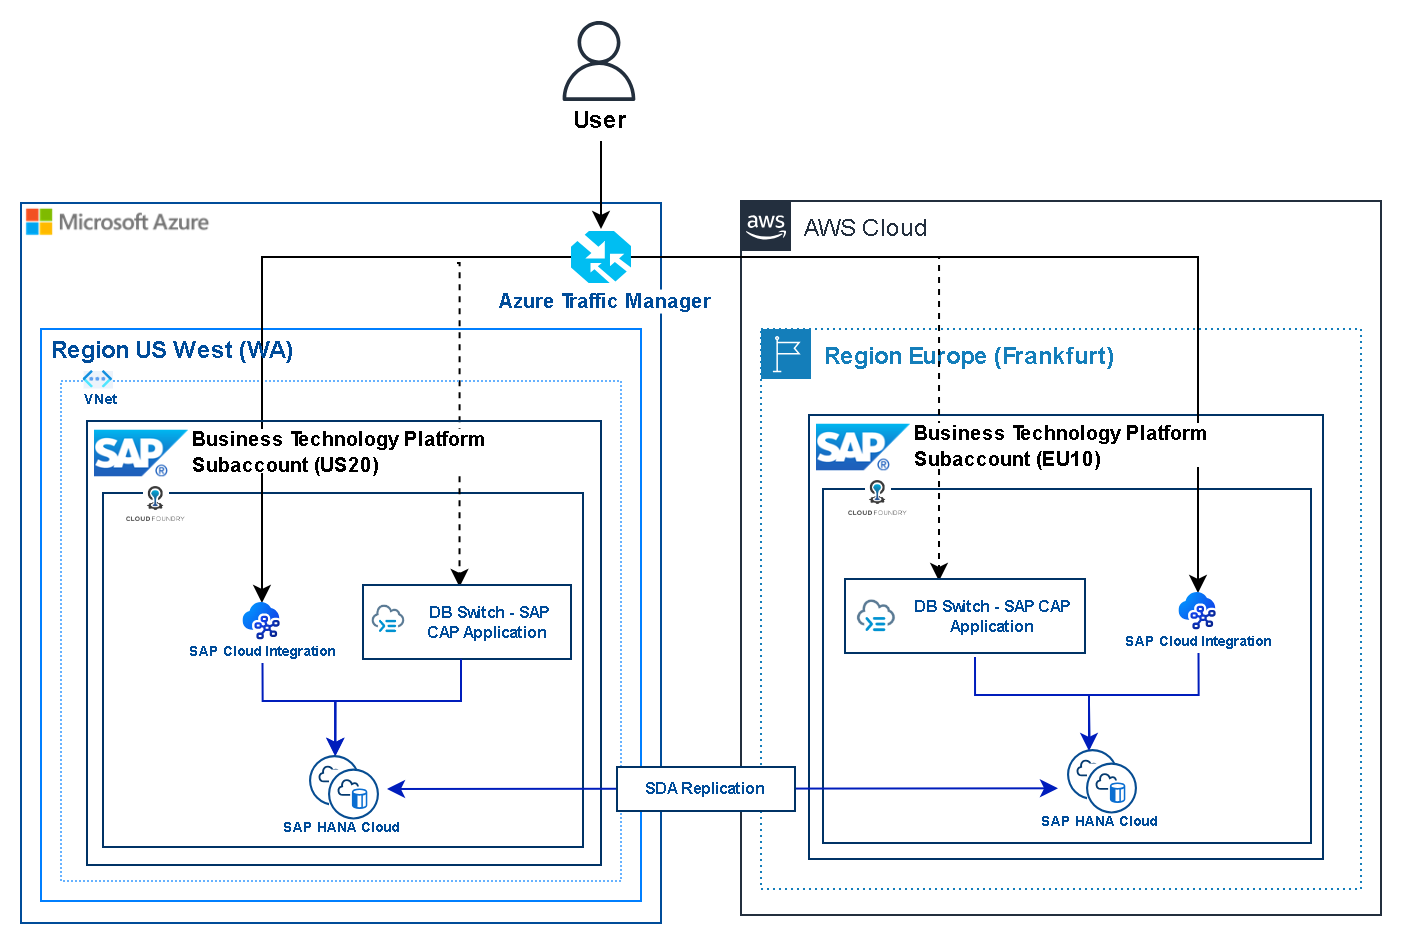 User
Microsoft Azure
aws
AWS Cloud
Azure Traffic Manager
Region US West (WA)
VNet
SAP®
Business Technology Platform
Subaccount (US20)
CLOUD FOUNDRY
DB Switch - SAP
CAP Application
SAP Cloud Integration
SAP HANA Cloud
SDA Replication
Region Europe (Frankfurt)
SAP®
Business Technology Platform
Subaccount (EU10)
CLOUD FOUNDRY
DB Switch - SAP CAP
Application
SAP Cloud Integration
SAP HANA Cloud